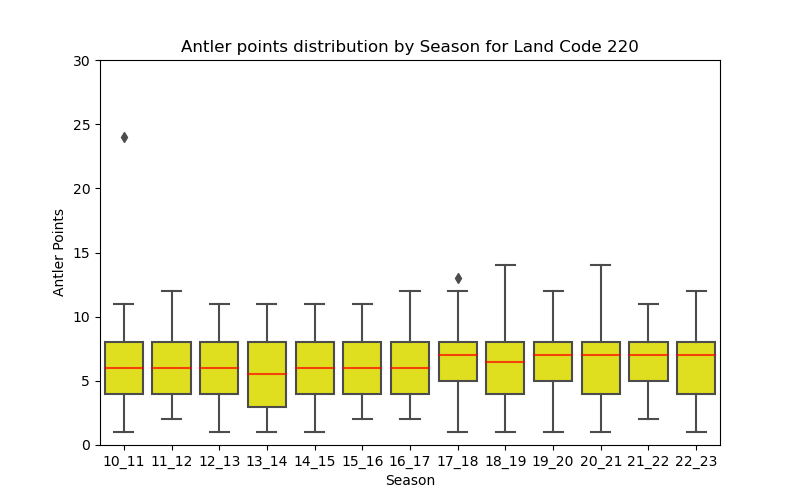 Antler points distribution by Season for Land Code 220
30
25
20
15
10
5
0
Antler Points
10_11 11_12 12_13 13_14 14_15 15_16 16_17 17_18 18_19 19_20 20_21 21_22 22_23
Season